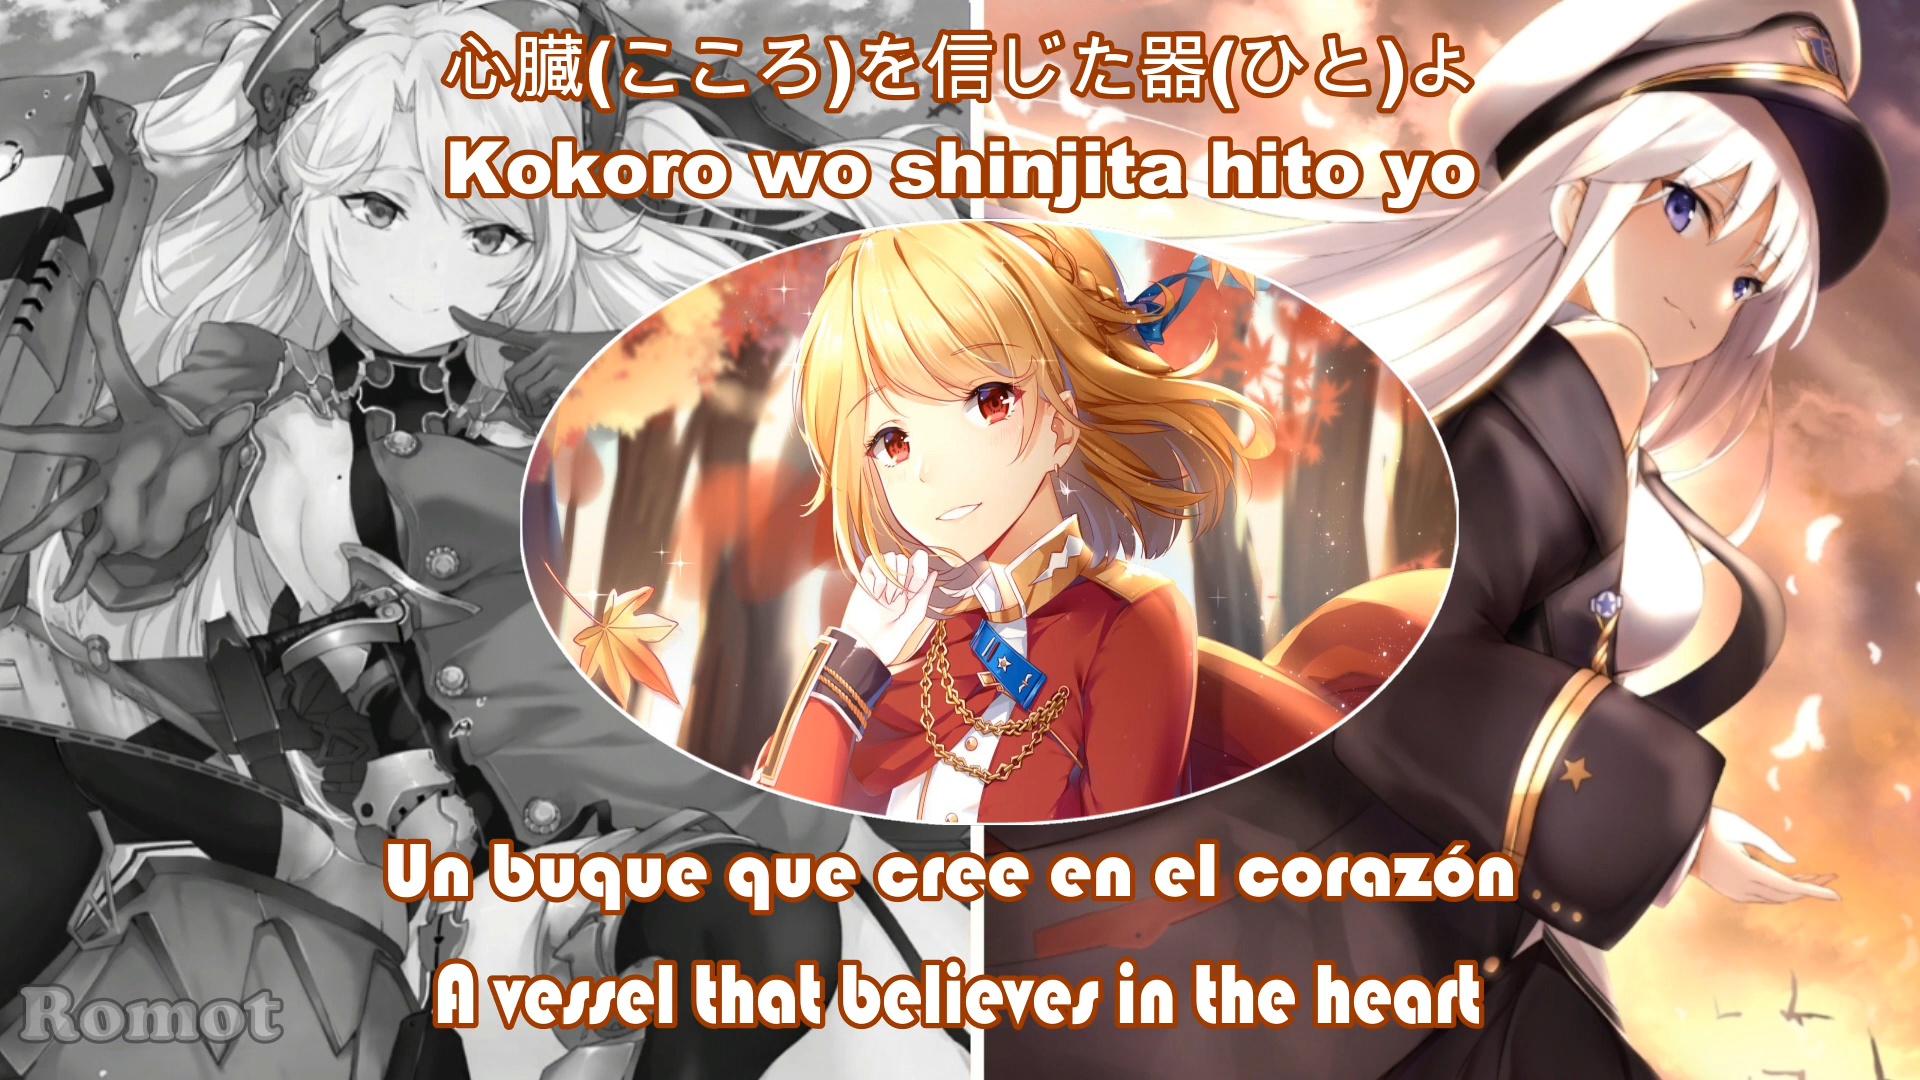 心臓(こころ)を信じた器(ひと)よ
Kokoro wo shinjita hito yo
Un buque que cree en el corazón
A vessel that believes in the heart
Romot